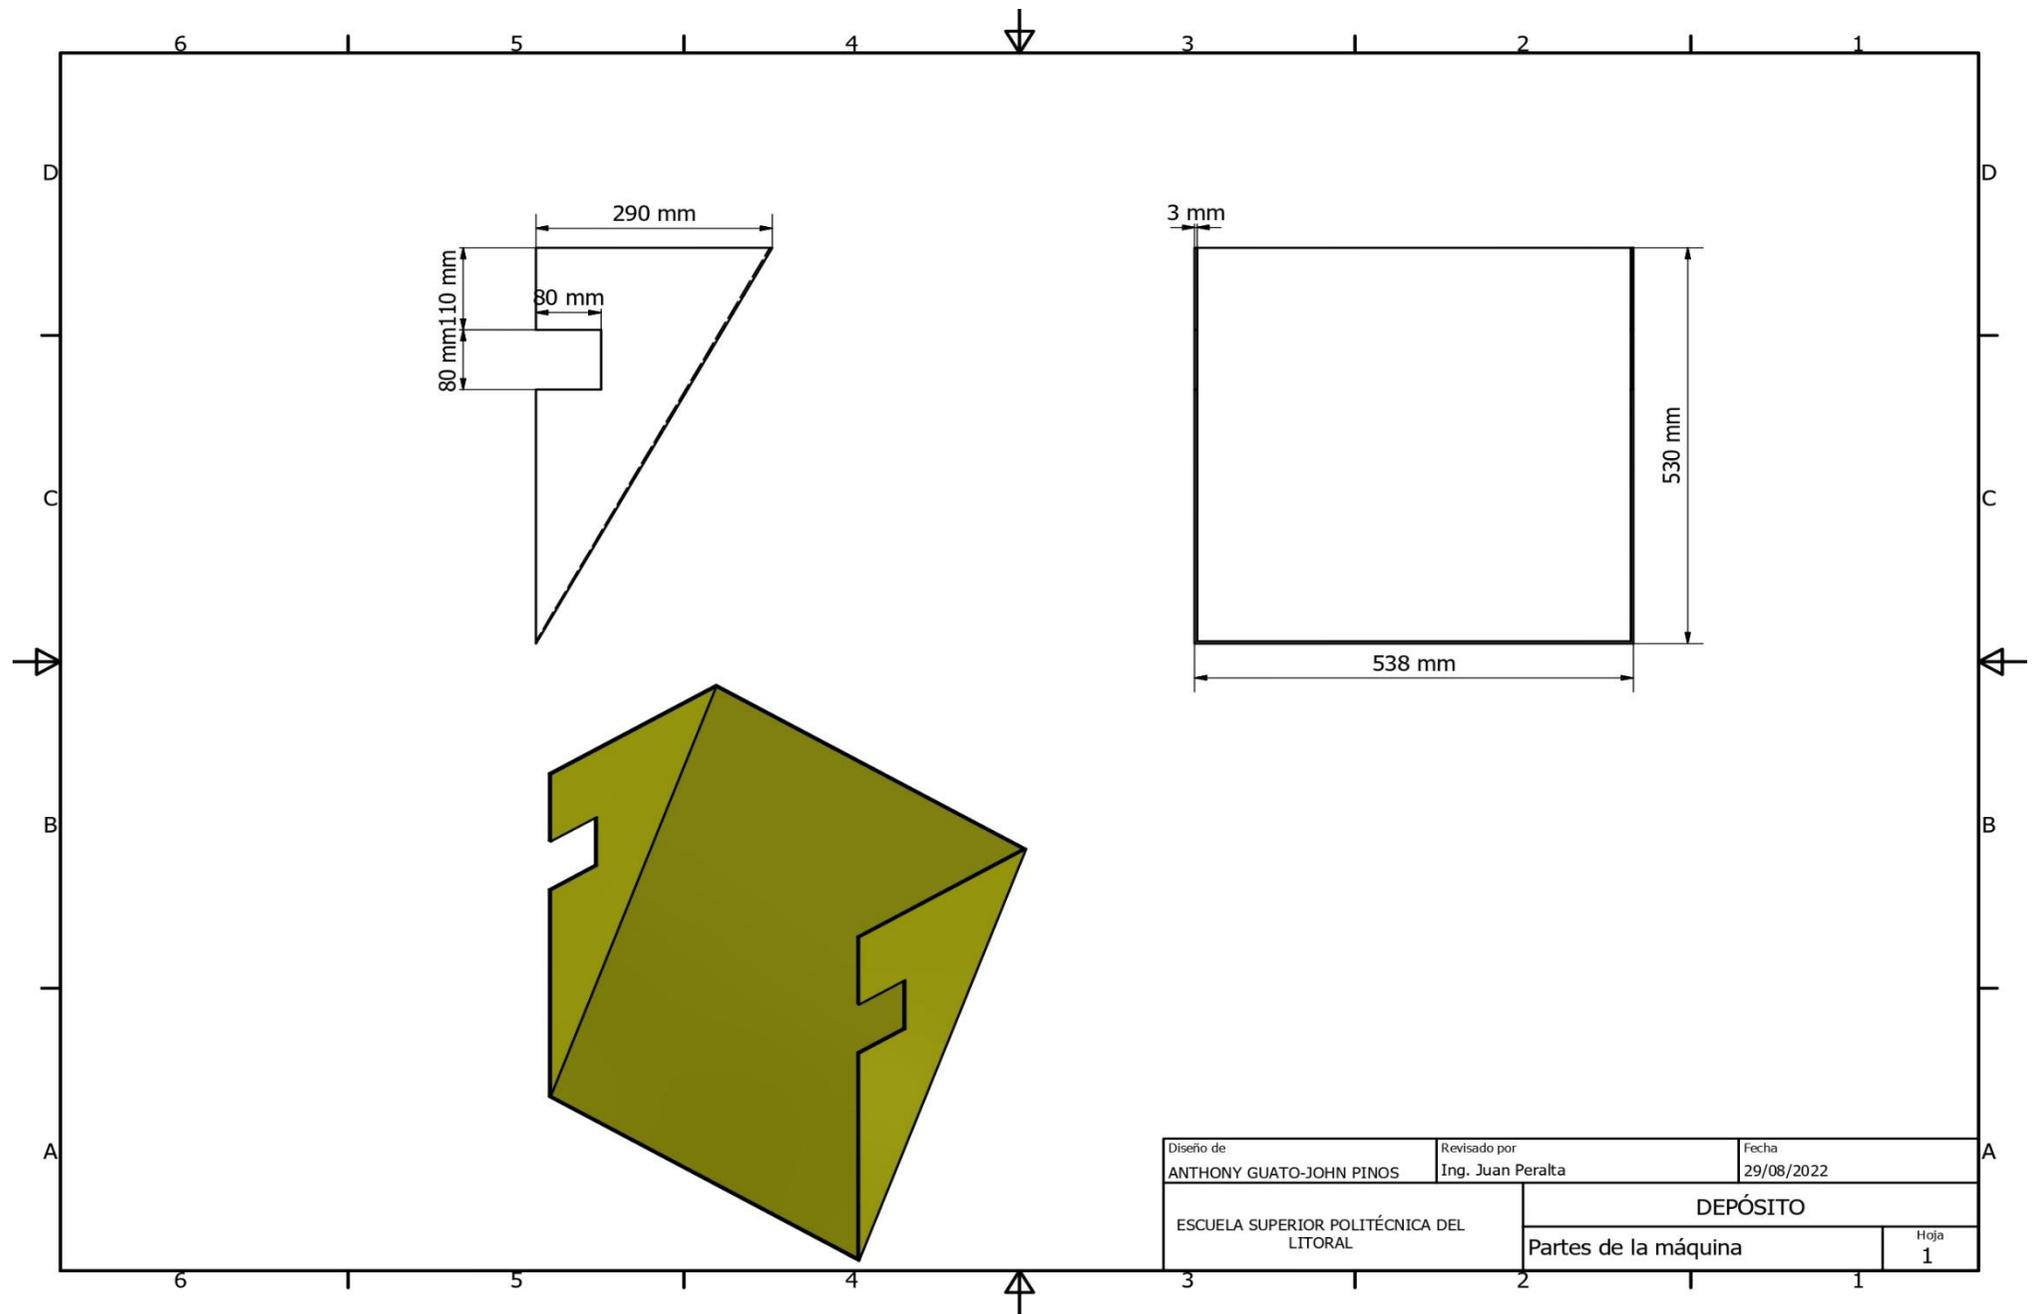 6 5 4 3 2 1
D D
290 mm
3 mm
110 mm
80 mm
80 mm
C C
530 mm
538 mm
B B
A A
Diseño de
ANTHONY GUATO-JOHN PINOS
Revisado por
Ing. Juan Peralta
Fecha
29/08/2022
ESCUELA SUPERIOR POLITÉCNICA DEL
LITORAL
DEPÓSITO
Partes de la máquina
Hoja
1
6 5 4 3 2 1